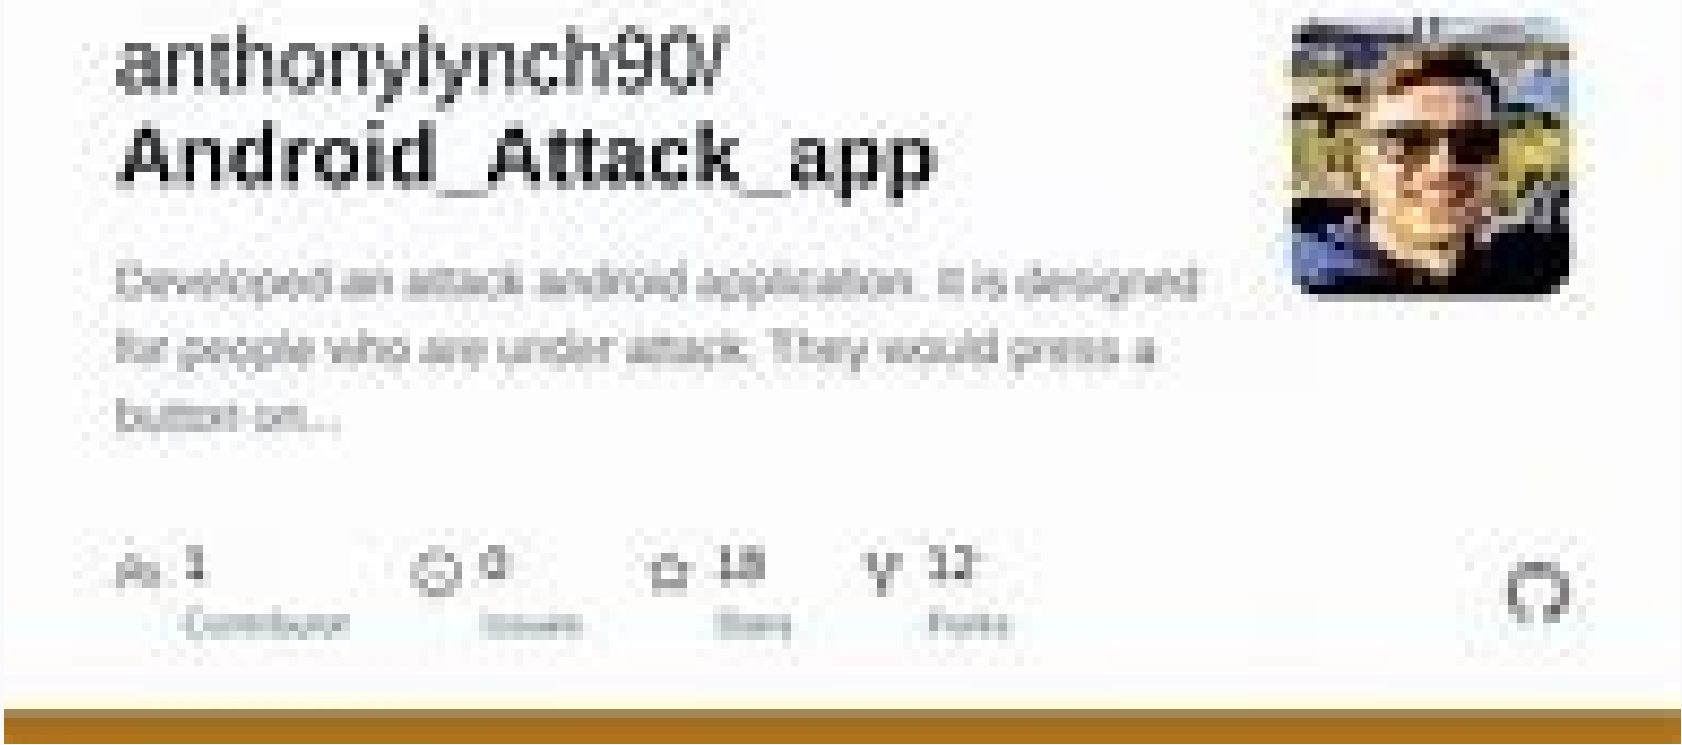 anthonylynch90/
Android_Attack_app
Developed an attack android application. It is designed
for people who are under attack. They would press a
button on...
1
Contributor
0
Issues
18
Stars
12
Forks